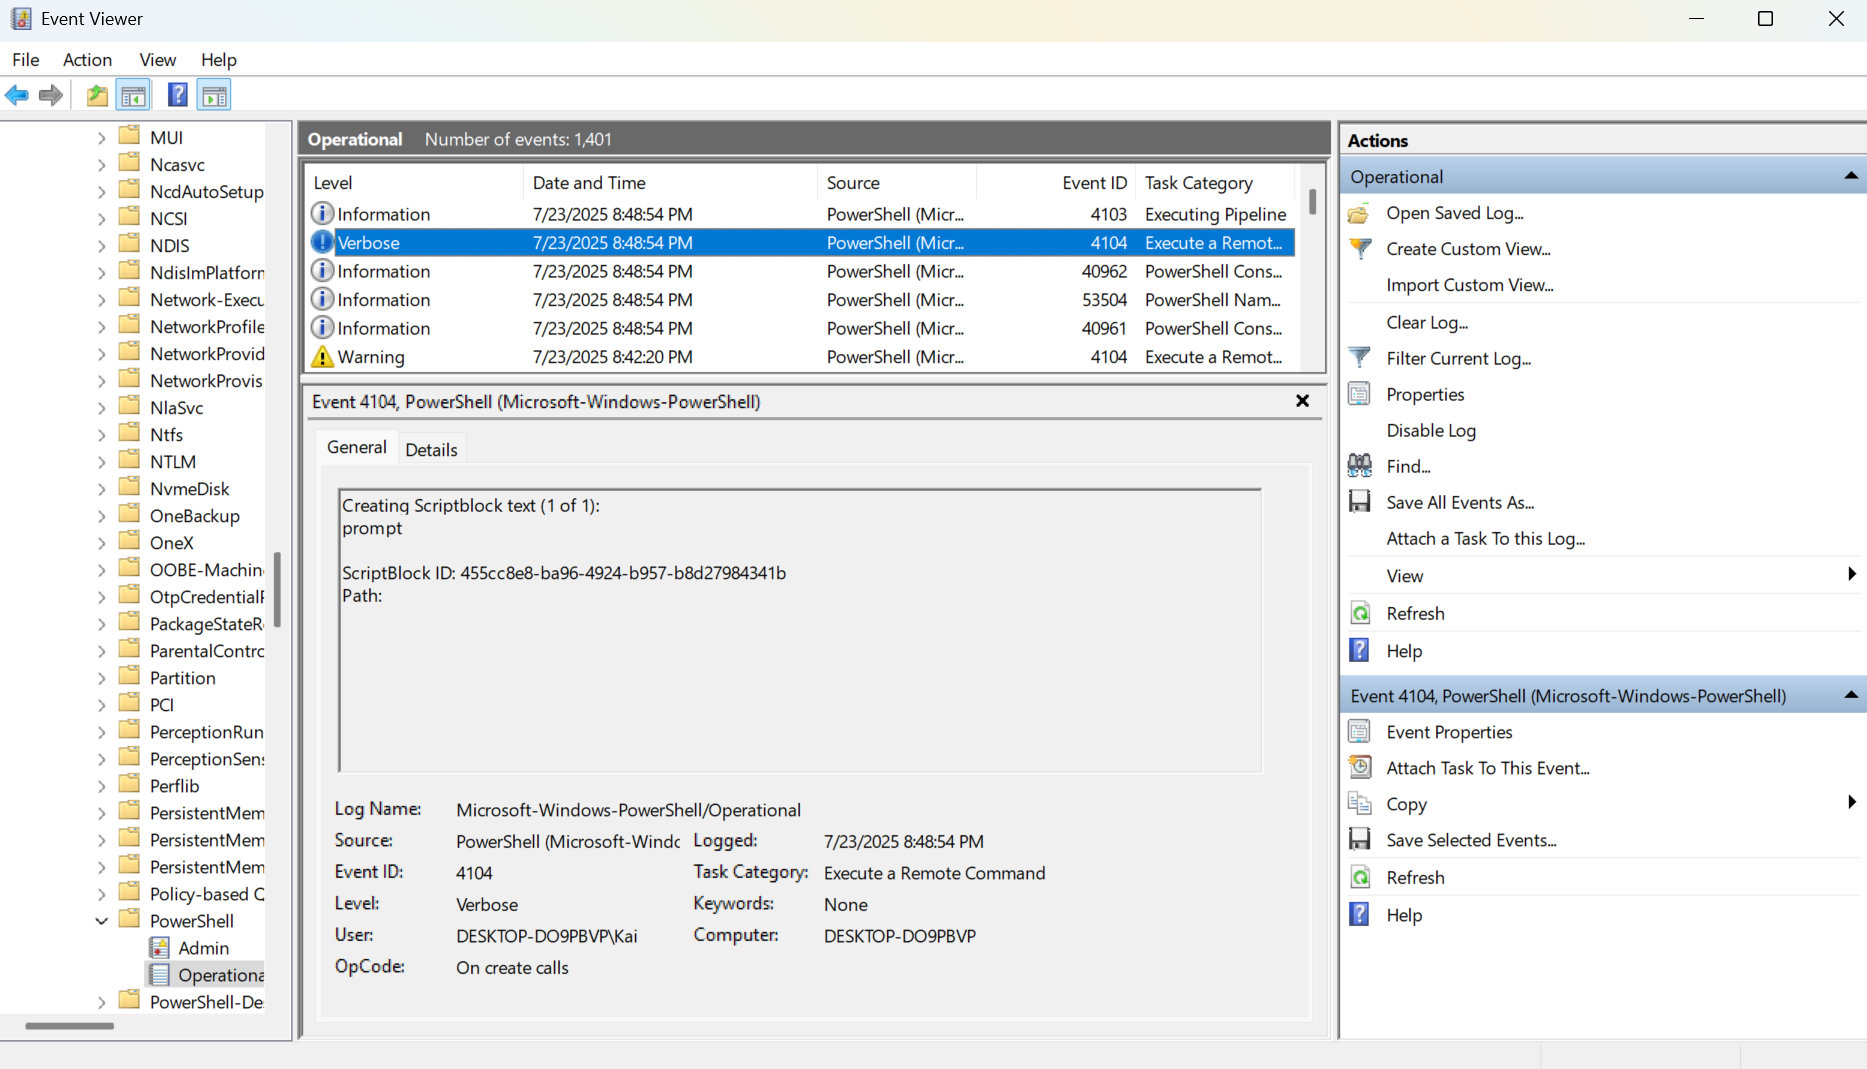 Event Viewer
File Action View Help
MUI
Ncasvc
NcdAutoSetup
NCSI
NDIS
NdisImPlatforn
Network-Execu
NetworkProfile
NetworkProvid
NetworkProvis
NlaSvc
Ntfs
NTLM
NvmeDisk
OneBackup
OneX
OOBE-Machin
OtpCredentialF
PackageStateR
ParentalContro
Partition
PCI
PerceptionRun
PerceptionSens
Perflib
PersistentMem
PersistentMem
PersistentMem
Policy-based Q
PowerShell
Admin
Operationa
PowerShell-De
Operational Number of events: 1,401
Level Date and Time Source Event ID Task Category
Information 7/23/2025 8:48:54 PM PowerShell (Micr... 4103 Executing Pipeline
Verbose 7/23/2025 8:48:54 PM PowerShell (Micr... 4104 Execute a Remot...
Information 7/23/2025 8:48:54 PM PowerShell (Micr... 40962 PowerShell Cons...
Information 7/23/2025 8:48:54 PM PowerShell (Micr... 53504 PowerShell Nam...
Information 7/23/2025 8:48:54 PM PowerShell (Micr... 40961 PowerShell Cons...
Warning 7/23/2025 8:42:20 PM PowerShell (Micr... 4104 Execute a Remot...
Event 4104, PowerShell (Microsoft-Windows-PowerShell)
General Details
Creating Scriptblock text (1 of 1):
prompt
ScriptBlock ID: 455cc8e8-ba96-4924-b957-b8d27984341b
Path:
Log Name: Microsoft-Windows-PowerShell/Operational
Source: PowerShell (Microsoft-Windo Logged: 7/23/2025 8:48:54 PM
Event ID: 4104 Task Category: Execute a Remote Command
Level: Verbose Keywords: None
User: DESKTOP-DO9PBVP\Kai Computer: DESKTOP-DO9PBVP
OpCode: On create calls
Actions
Operational
Open Saved Log...
Create Custom View...
Import Custom View...
Clear Log...
Filter Current Log...
Properties
Disable Log
Find...
Save All Events As...
Attach a Task To this Log...
View
Refresh
Help
Event 4104, PowerShell (Microsoft-Windows-PowerShell)
Event Properties
Attach Task To This Event...
Copy
Save Selected Events...
Refresh
Help